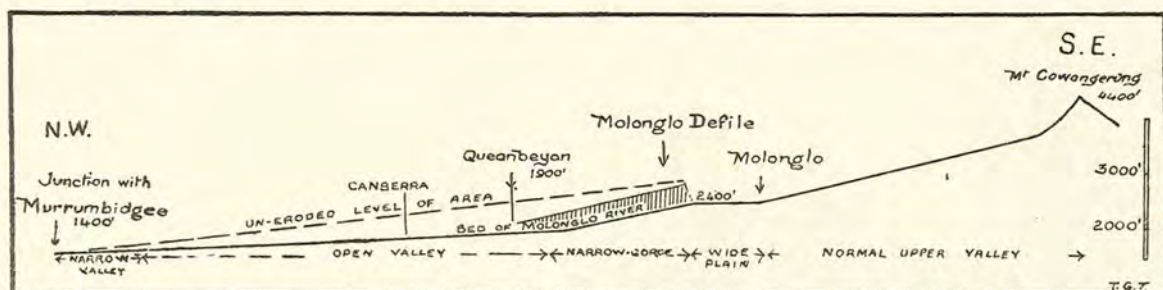 S.E.
Mt Cowangerung
4400'
N.W.
Molonglo Defile
Queanbeyan
1900'
Molonglo
Junction with
Murrumbidgee
1400'
CANBERRA
3000'
UN-ERODED LEVEL OF AREA
2400'
BED OF MOLONGLO RIVER
2000'
NARROW VALLEY
OPEN VALLEY
NARROW-GORGE
WIDE PLAIN
NORMAL UPPER VALLEY
T.G.T.